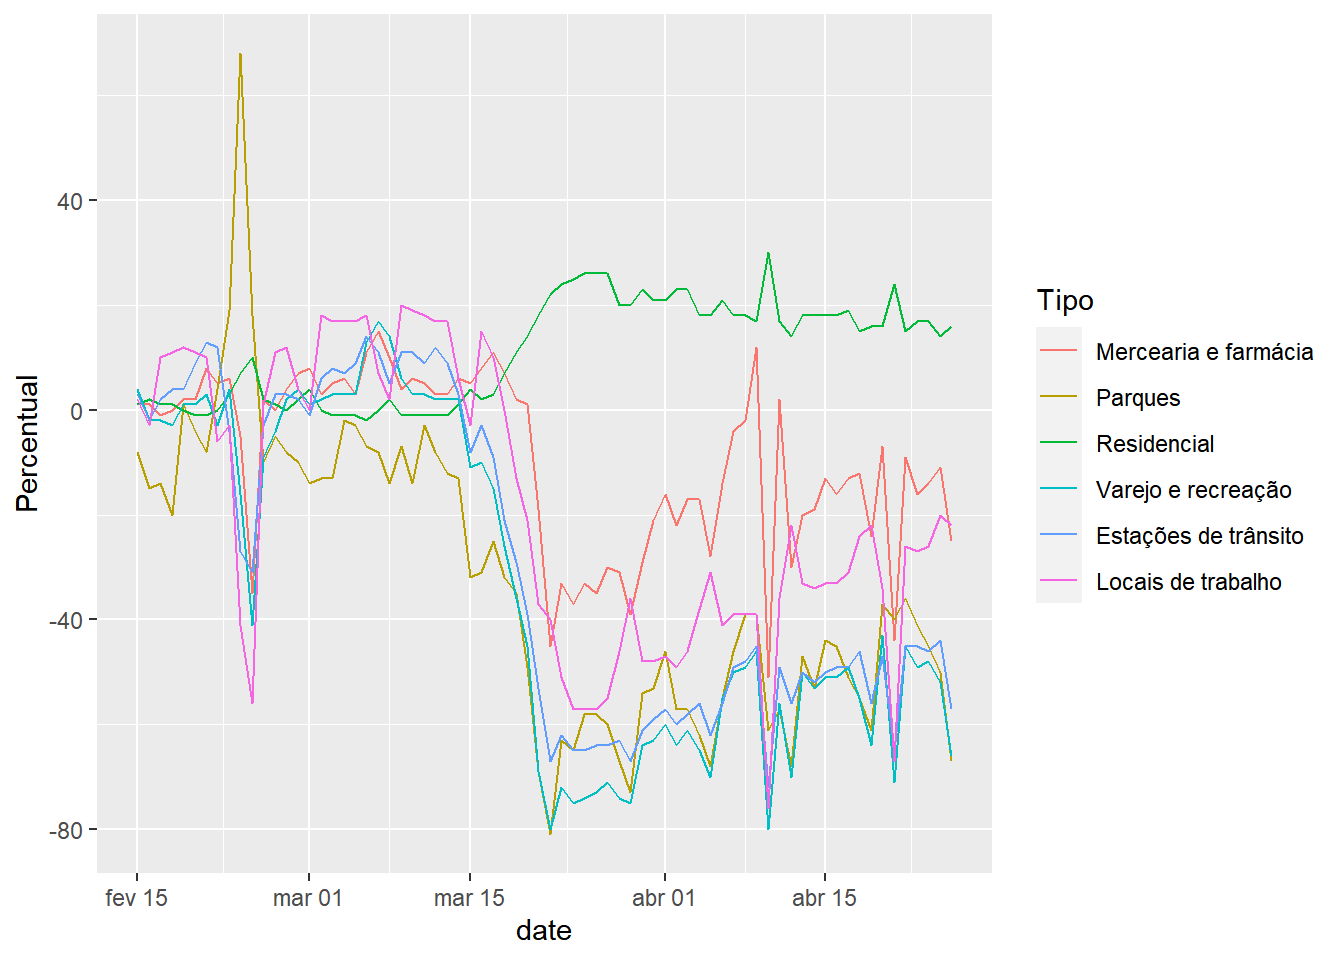 40
0
-40
-80
Percentual
fev 15
mar 01
mar 15
abr 01
abr 15
date
Tipo
Mercearia e farmácia
Parques
Residencial
Varejo e recreação
Estações de trânsito
Locais de trabalho